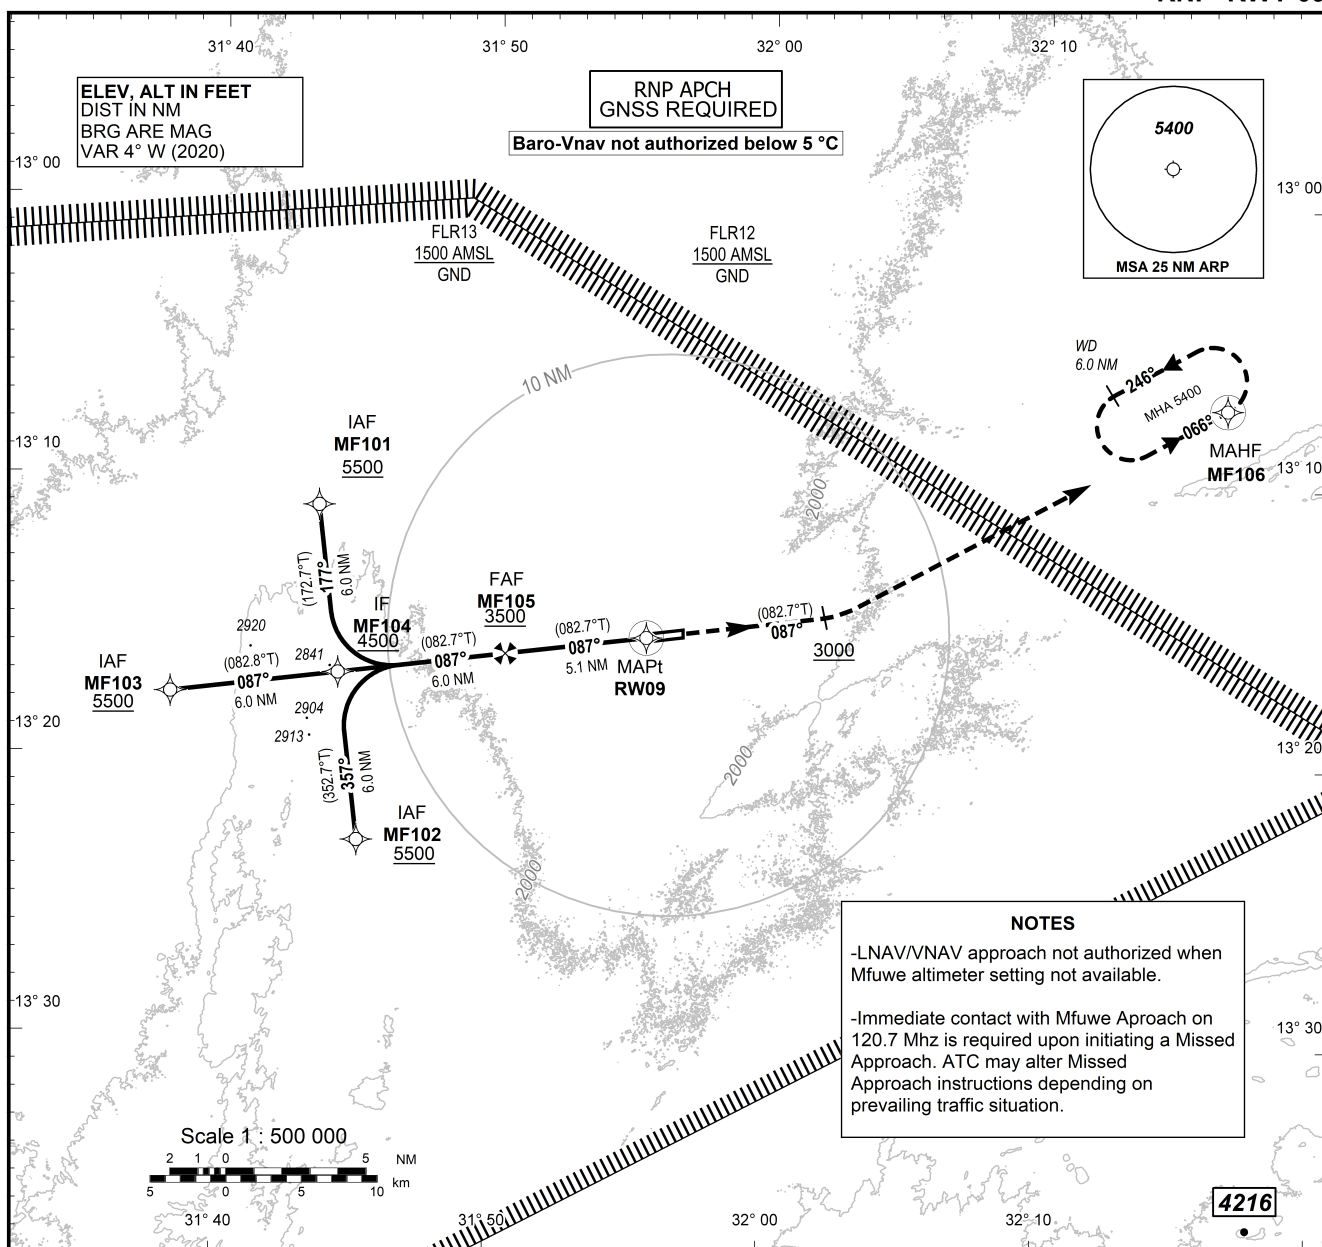 31° 40
31° 50
32° 00
32° 10
ELEV, ALT IN FEET
DIST IN NM
BRG ARE MAG
VAR 4° W (2020)
RNP APCH
GNSS REQUIRED
Baro-Vnav not authorized below 5 °C
5400
MSA 25 NM ARP
13° 00
13° 00
FLR13
1500 AMSL
GND
FLR12
1500 AMSL
GND
WD
6.0 NM
246°
MHA 5400
066°
MAHF
MF106
10 NM
IAF
MF101
5500
13° 10
13° 10
2000
(172.7°T)
177°
6.0 NM
IF
MF104
4500
FAF
MF105
3500
(082.7°T)
087°
6.0 NM
(082.7°T)
087°
5.1 NM
(082.7°T)
087°
3000
MAPt
RW09
2920
2841
(082.8°T)
087°
6.0 NM
IAF
MF103
5500
2904
2913
13° 20
13° 20
2000
(352.7°T)
357°
6.0 NM
IAF
MF102
5500
2000
NOTES
-LNAV/VNAV approach not authorized when
Mfuwe altimeter setting not available.
-Immediate contact with Mfuwe Aproach on
120.7 Mhz is required upon initiating a Missed
Approach. ATC may alter Missed
Approach instructions depending on
prevailing traffic situation.
13° 30
13° 30
Scale 1 : 500 000
2 1 0 5 NM
5 0 5 10 km
4216
31° 40
31° 50
32° 00
32° 10